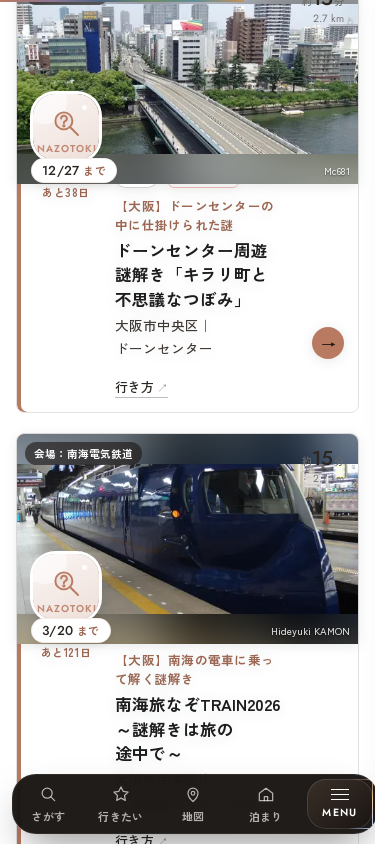 約15分
2.7 km
NAZOTOKI
Mc681
12/27 まで
あと38日
【大阪】ドーンセンターの
中に仕掛けられた謎
ドーンセンター周遊
謎解き「キラリ町と
不思議なつぼみ」
大阪市中央区｜
ドーンセンター
→
行き方 ↗
会場：南海電気鉄道
約15分
NAZOTOKI
Hideyuki KAMON
3/20 まで
あと121日
【大阪】南海の電車に乗っ
て解く謎解き
南海旅なぞTRAIN2026
～謎解きは旅の
途中で～
さがす
行きたい
地図
泊まり
MENU
行き方 ↗